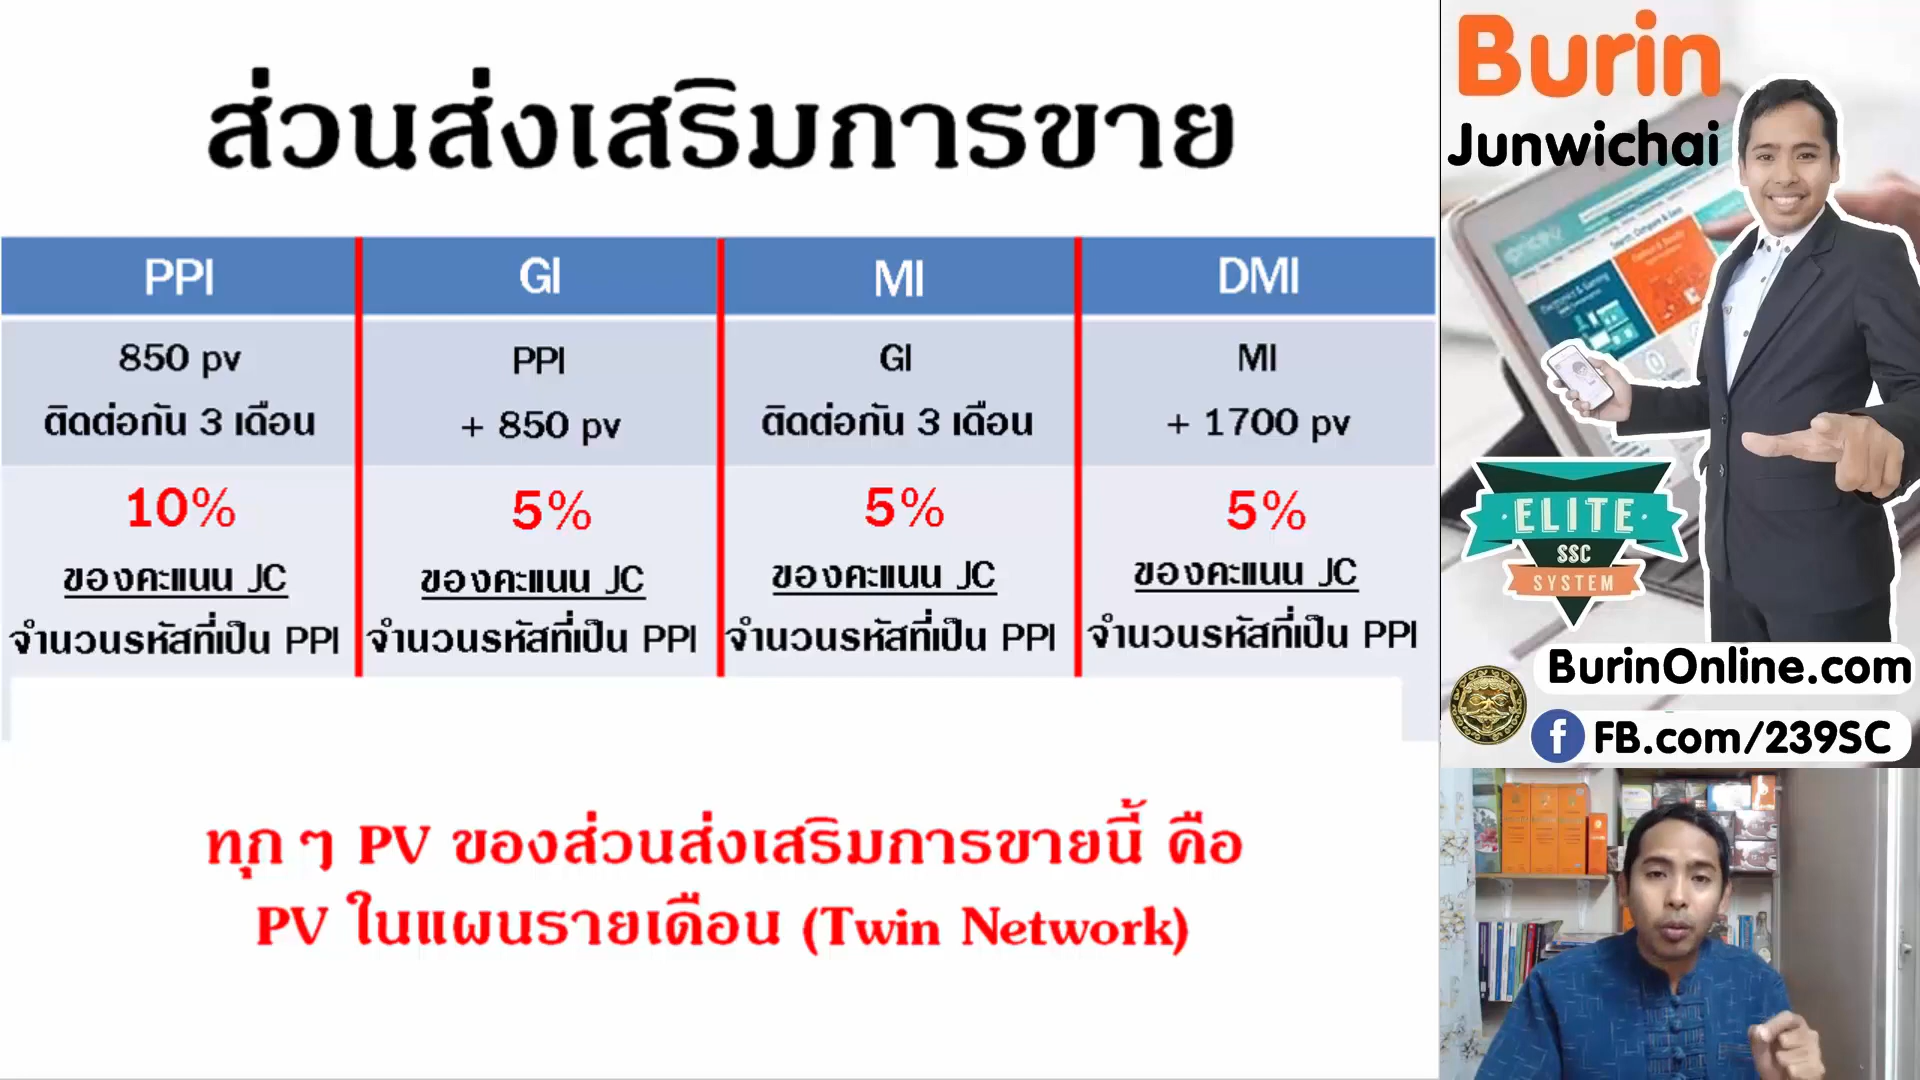 ส่วนส่งเสริมการขาย
PPI
GI
MI
DMI
850 pv
ติดต่อกัน 3 เดือน
PPI
+ 850 pv
GI
ติดต่อกัน 3 เดือน
MI
+ 1700 pv
10%
ของคะแนน JC
จำนวนรหัสที่เป็น PPI
5%
ของคะแนน JC
จำนวนรหัสที่เป็น PPI
5%
ของคะแนน JC
จำนวนรหัสที่เป็น PPI
5%
ของคะแนน JC
จำนวนรหัสที่เป็น PPI
ทุก ๆ PV ของส่วนส่งเสริมการขายนี้ คือ
PV ในแผนรายเดือน (Twin Network)
Burin
Junwichai
ELITE
SSC
SYSTEM
BurinOnline.com
f FB.com/239SC